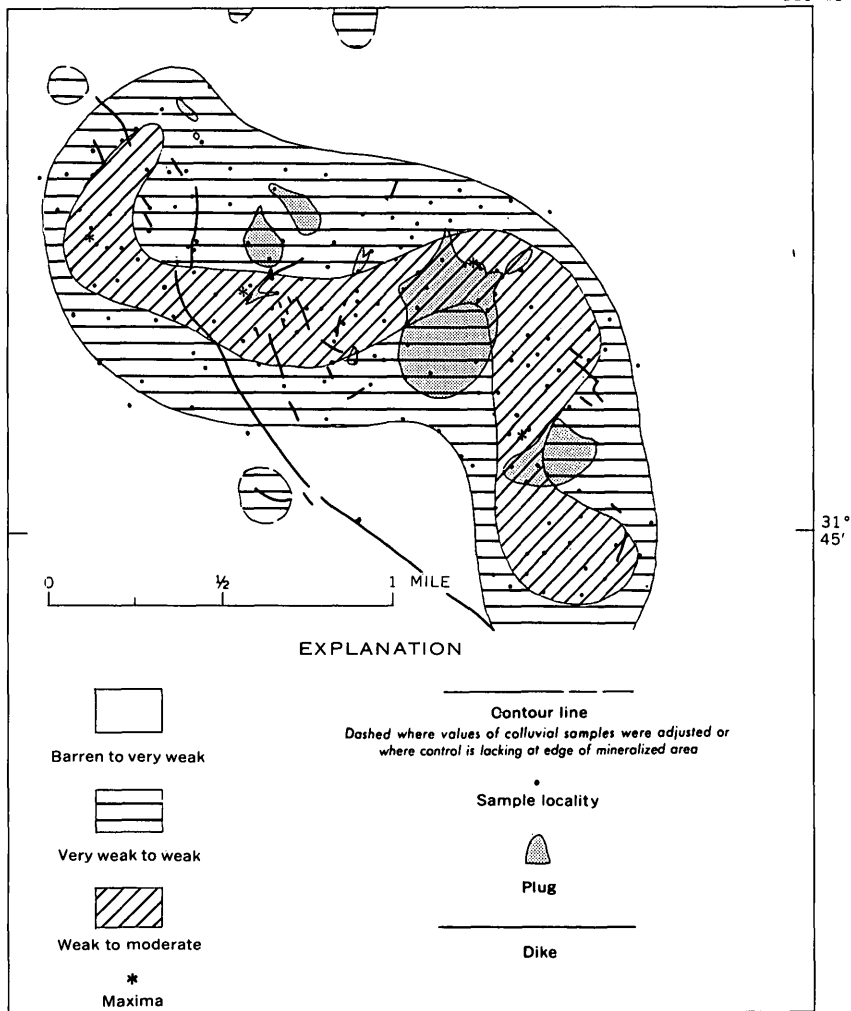 31°
45'
0
½
1 MILE
EXPLANATION
Barren to very weak
Very weak to weak
Weak to moderate
*
Maxima
Contour line
Dashed where values of colluvial samples were adjusted or
where control is lacking at edge of mineralized area
Sample locality
Plug
Dike